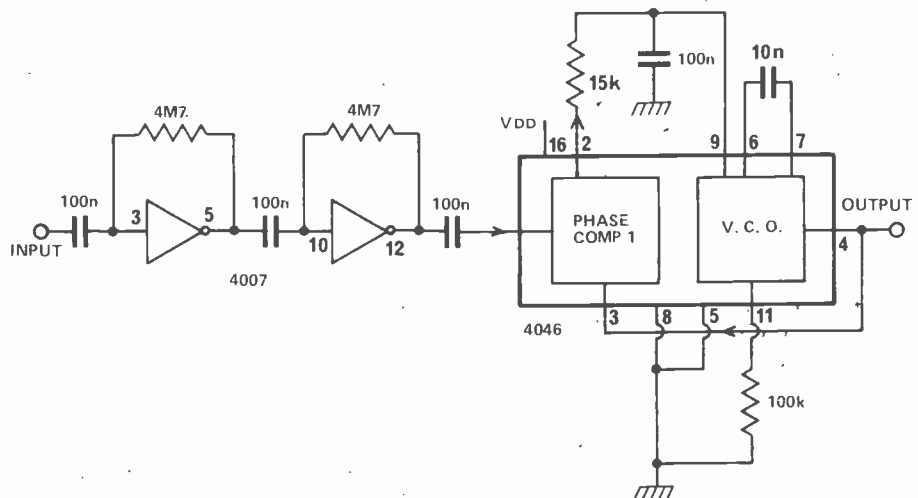 10n
100n
15k
4M7
4M7
VDD
16
2
9
6
7
100n
3
5
100n
10
12
100n
INPUT
PHASE
COMP 1
V. C. O.
OUTPUT
4
4007
4046
3
8
5
11
100k